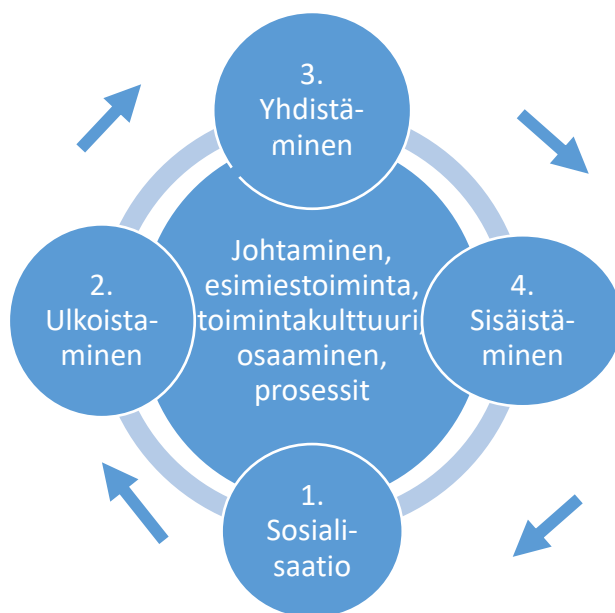 3.
Yhdistä-
minen
2.
Ulkoista-
minen
Johtaminen,
esimiestoiminta,
toimintakulttuuri,
osaaminen,
prosessit
4.
Sisäistä-
minen
1.
Sosiali-
saatio